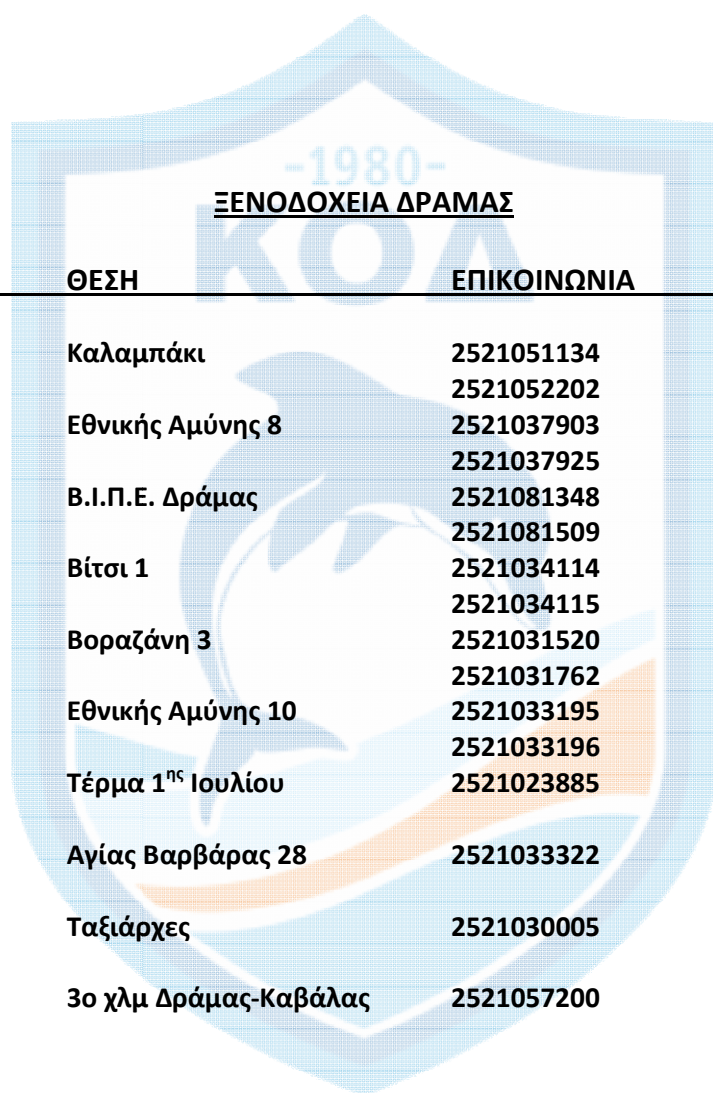 -1980-
ΚΟΔ
ΞΕΝΟΔΟΧΕΙΑ ΔΡΑΜΑΣ
ΘΕΣΗ ΕΠΙΚΟΙΝΩΝΙΑ
Καλαμπάκι 2521051134
2521052202
Εθνικής Αμύνης 8 2521037903
2521037925
Β.Ι.Π.Ε. Δράμας 2521081348
2521081509
Βίτσι 1 2521034114
2521034115
Βοραζάνη 3 2521031520
2521031762
Εθνικής Αμύνης 10 2521033195
2521033196
Τέρμα 1ης Ιουλίου 2521023885
Αγίας Βαρβάρας 28 2521033322
Ταξιάρχες 2521030005
3ο χλμ Δράμας-Καβάλας 2521057200